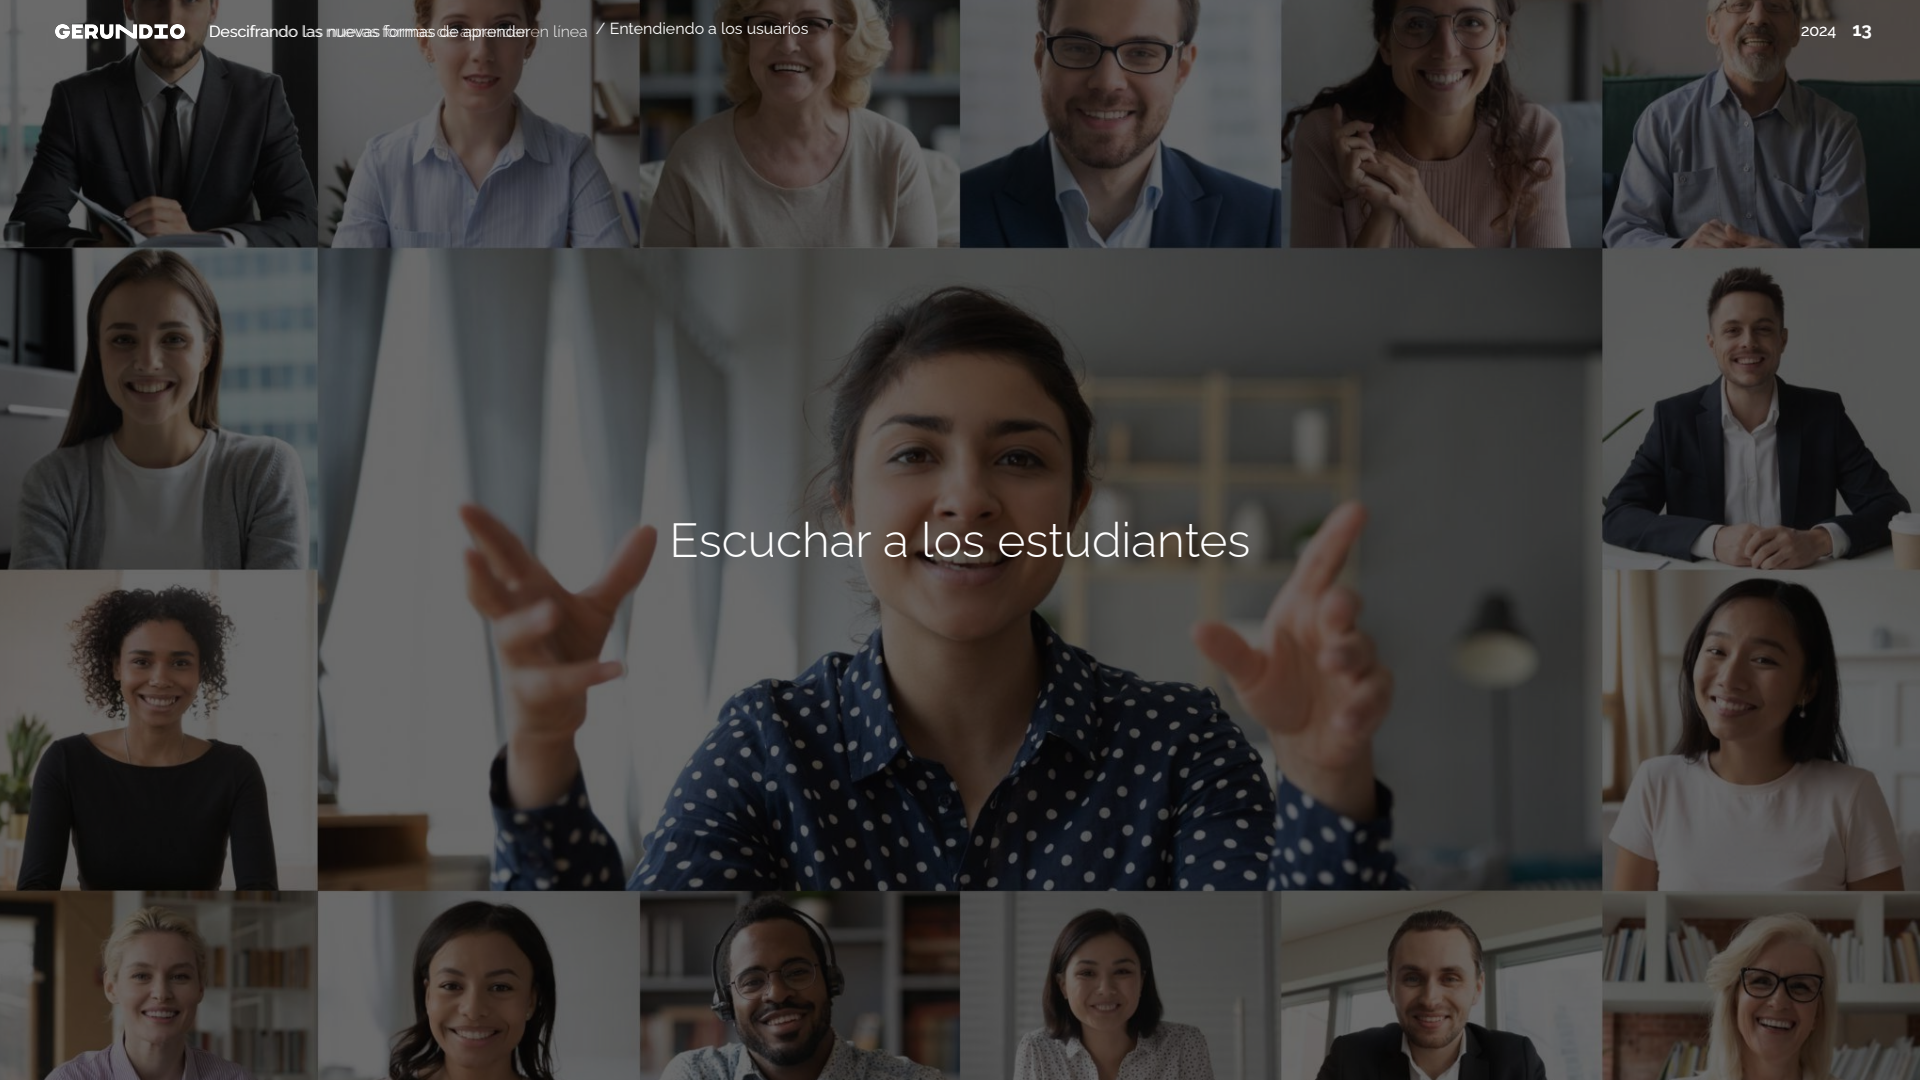 GERUNDIO
Descifrando las nuevas formas de aprender en línea / Entendiendo a los usuarios
2024 13
Escuchar a los estudiantes